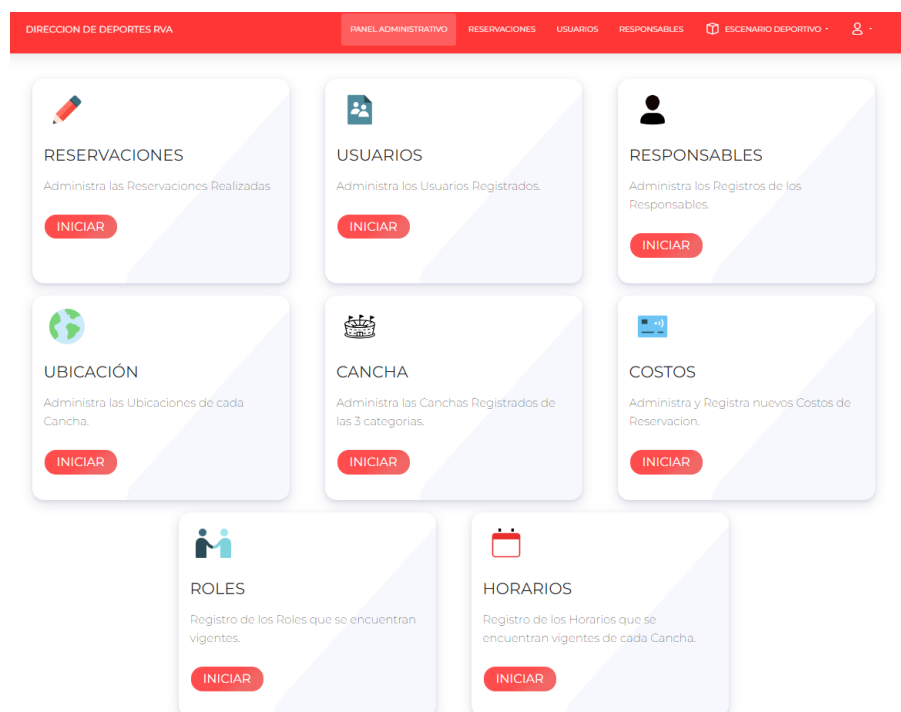 DIRECCION DE DEPORTES RVA
PANEL ADMINISTRATIVO
RESERVACIONES
USUARIOS
RESPONSABLES
ESCENARIO DEPORTIVO
RESERVACIONES
Administra las Reservaciones Realizadas
INICIAR
USUARIOS
Administra los Usuarios Registrados.
INICIAR
RESPONSABLES
Administra los Registros de los
Responsables.
INICIAR
UBICACIÓN
Administra las Ubicaciones de cada
Cancha.
INICIAR
CANCHA
Administra las Canchas Registrados de
las 3 categorias.
INICIAR
COSTOS
Administra y Registra nuevos Costos de
Reservacion.
INICIAR
ROLES
Registro de los Roles que se encuentran
vigentes.
INICIAR
HORARIOS
Registro de los Horarios que se
encuentran vigentes de cada Cancha.
INICIAR